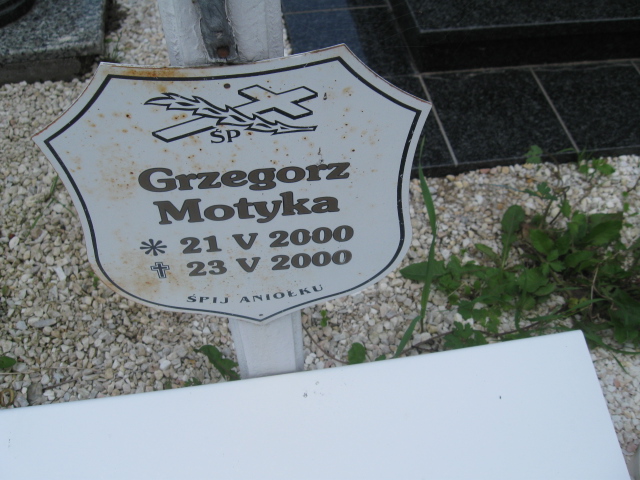 ŚP
Grzegorz
Motyka
* 21 V 2000
✝ 23 V 2000
ŚPIJ ANIOŁKU